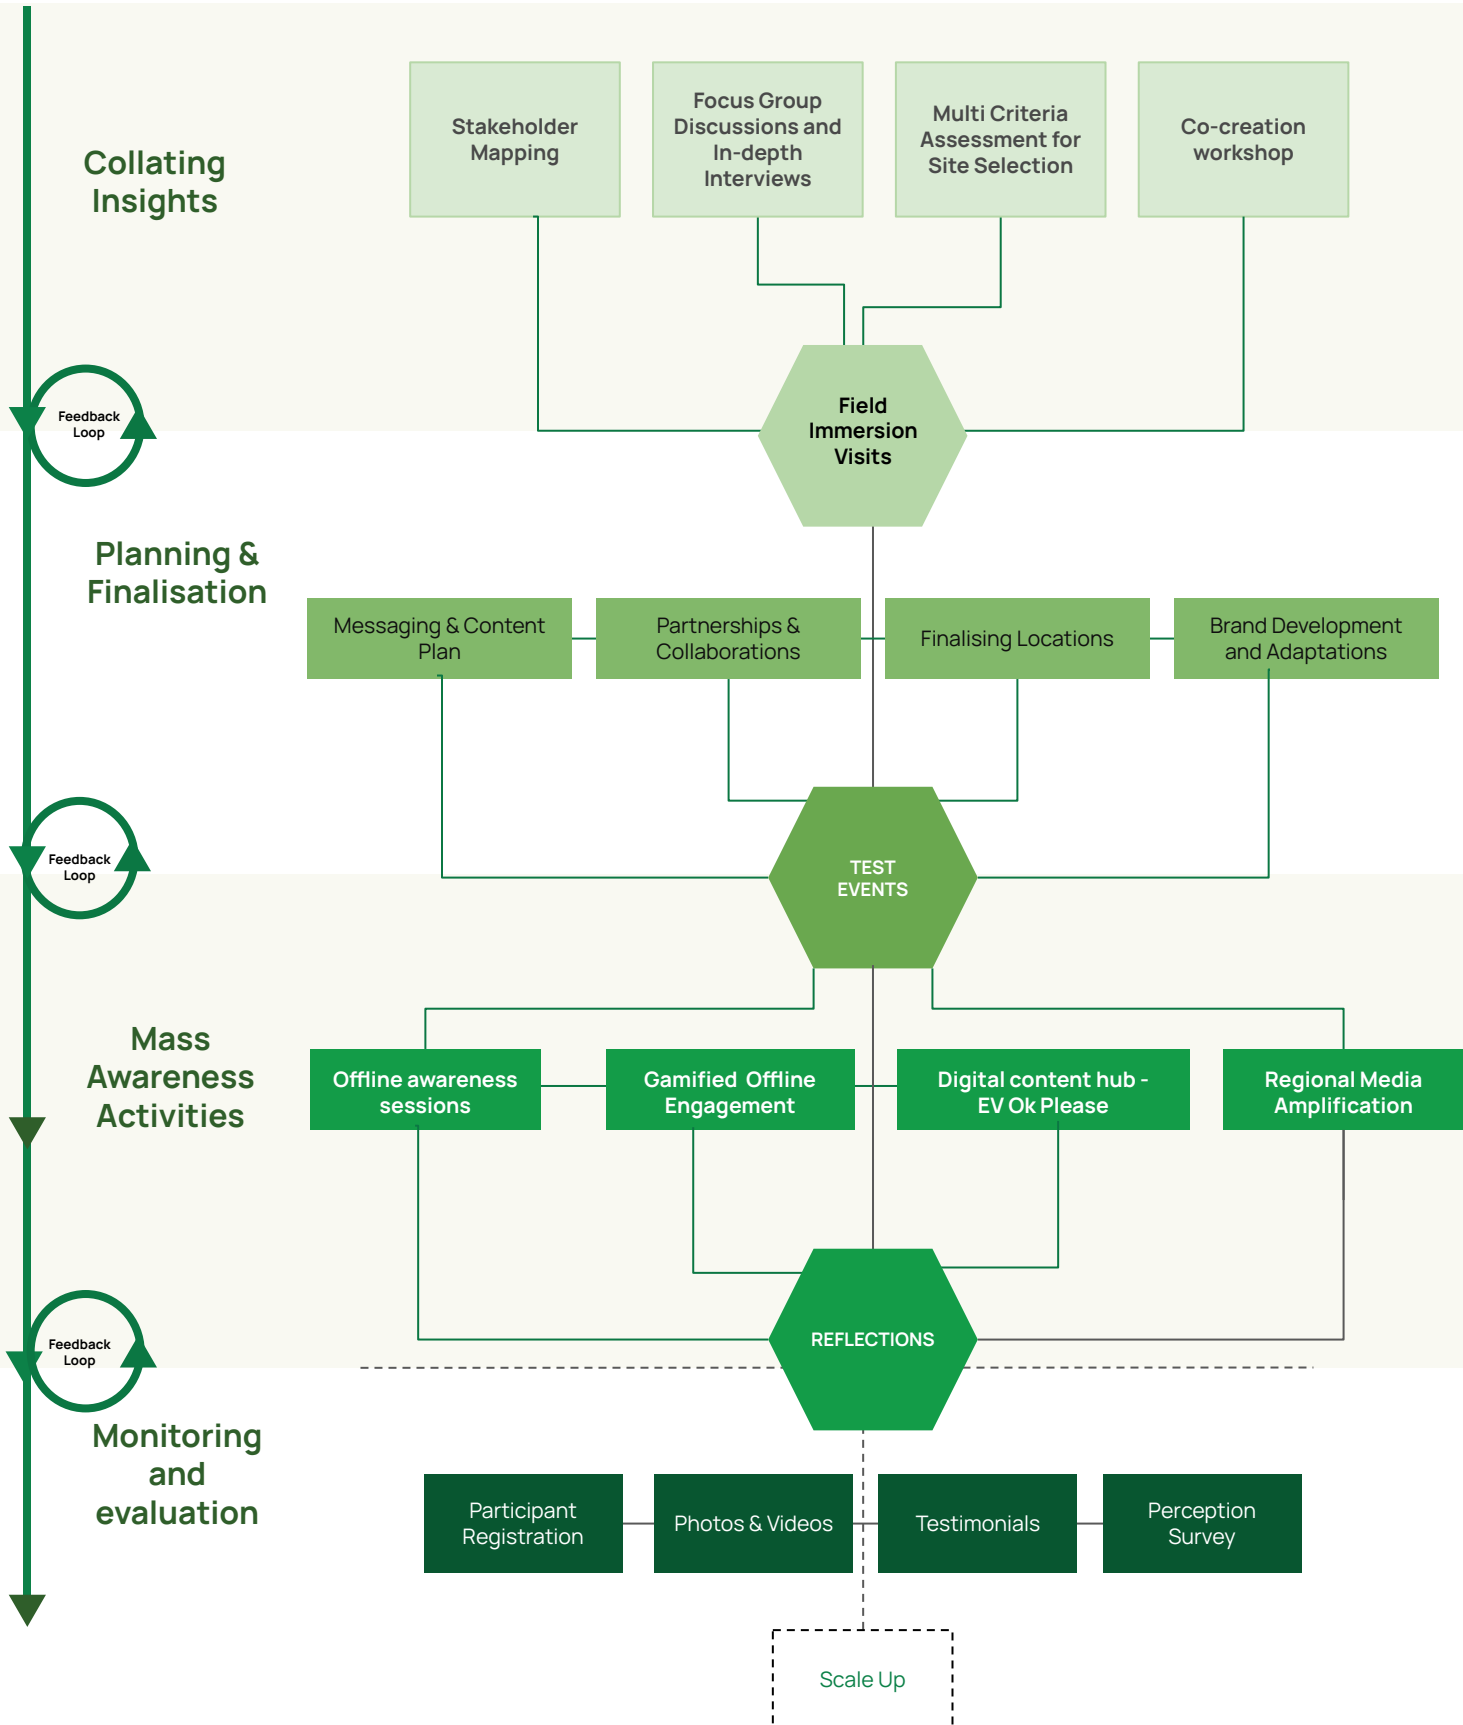 Collating
Insights
Stakeholder
Mapping
Focus Group
Discussions and
In-depth
Interviews
Multi Criteria
Assessment for
Site Selection
Co-creation
workshop
Feedback
Loop
Field
Immersion
Visits
Planning &
Finalisation
Messaging & Content
Plan
Partnerships &
Collaborations
Finalising Locations
Brand Development
and Adaptations
Feedback
Loop
TEST
EVENTS
Mass
Awareness
Activities
Offline awareness
sessions
Gamified Offline
Engagement
Digital content hub -
EV Ok Please
Regional Media
Amplification
Feedback
Loop
REFLECTIONS
Monitoring
and
evaluation
Participant
Registration
Photos & Videos
Testimonials
Perception
Survey
Scale Up